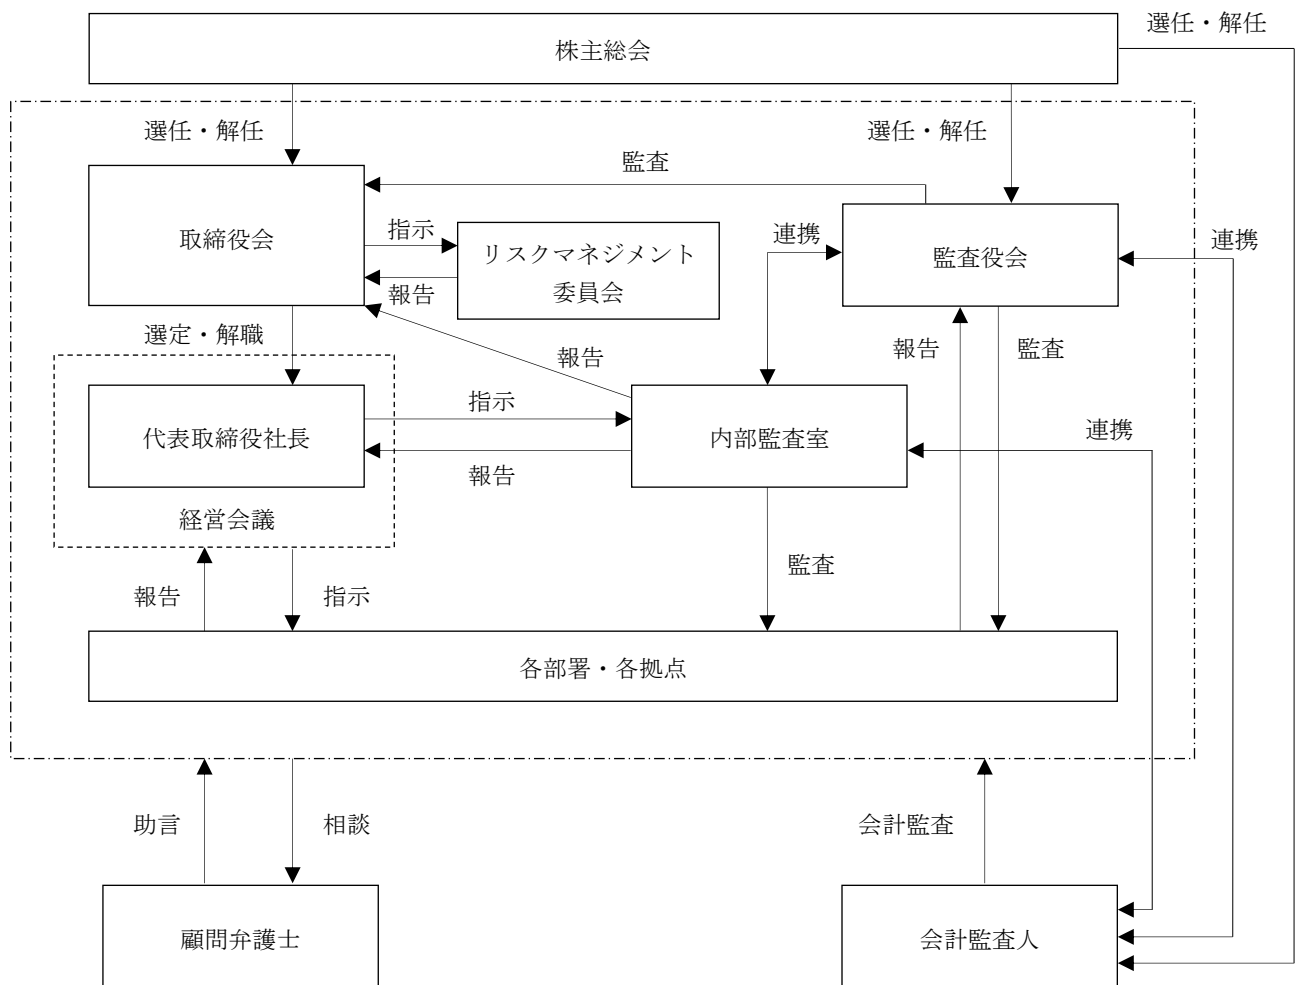 選任・解任
株主総会
選任・解任
選任・解任
監査
取締役会
指示
リスクマネジメント
委員会
報告
連携
監査役会
連携
選定・解職
報告
報告
監査
代表取締役社長
指示
報告
内部監査室
連携
経営会議
報告
指示
監査
各部署・各拠点
助言
相談
会計監査
顧問弁護士
会計監査人